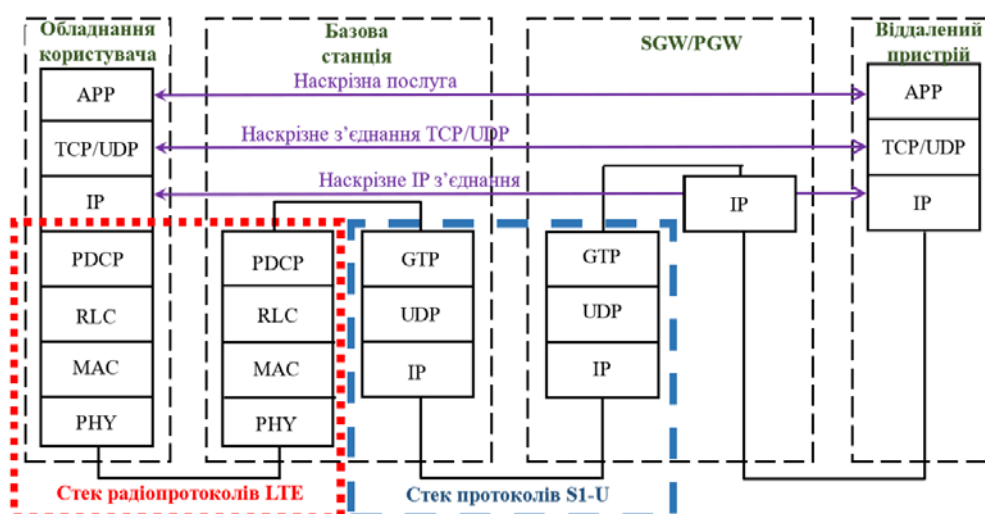 Обладнання
користувача
Базова
станція
SGW/PGW
Віддалений
пристрій
APP
Наскрізна послуга
APP
TCP/UDP
Наскрізне з’єднання TCP/UDP
TCP/UDP
IP
Наскрізне IP з’єднання
IP
IP
PDCP
PDCP
GTP
GTP
RLC
RLC
UDP
UDP
MAC
MAC
IP
IP
PHY
PHY
Стек радіопротоколів LTE
Стек протоколів S1-U